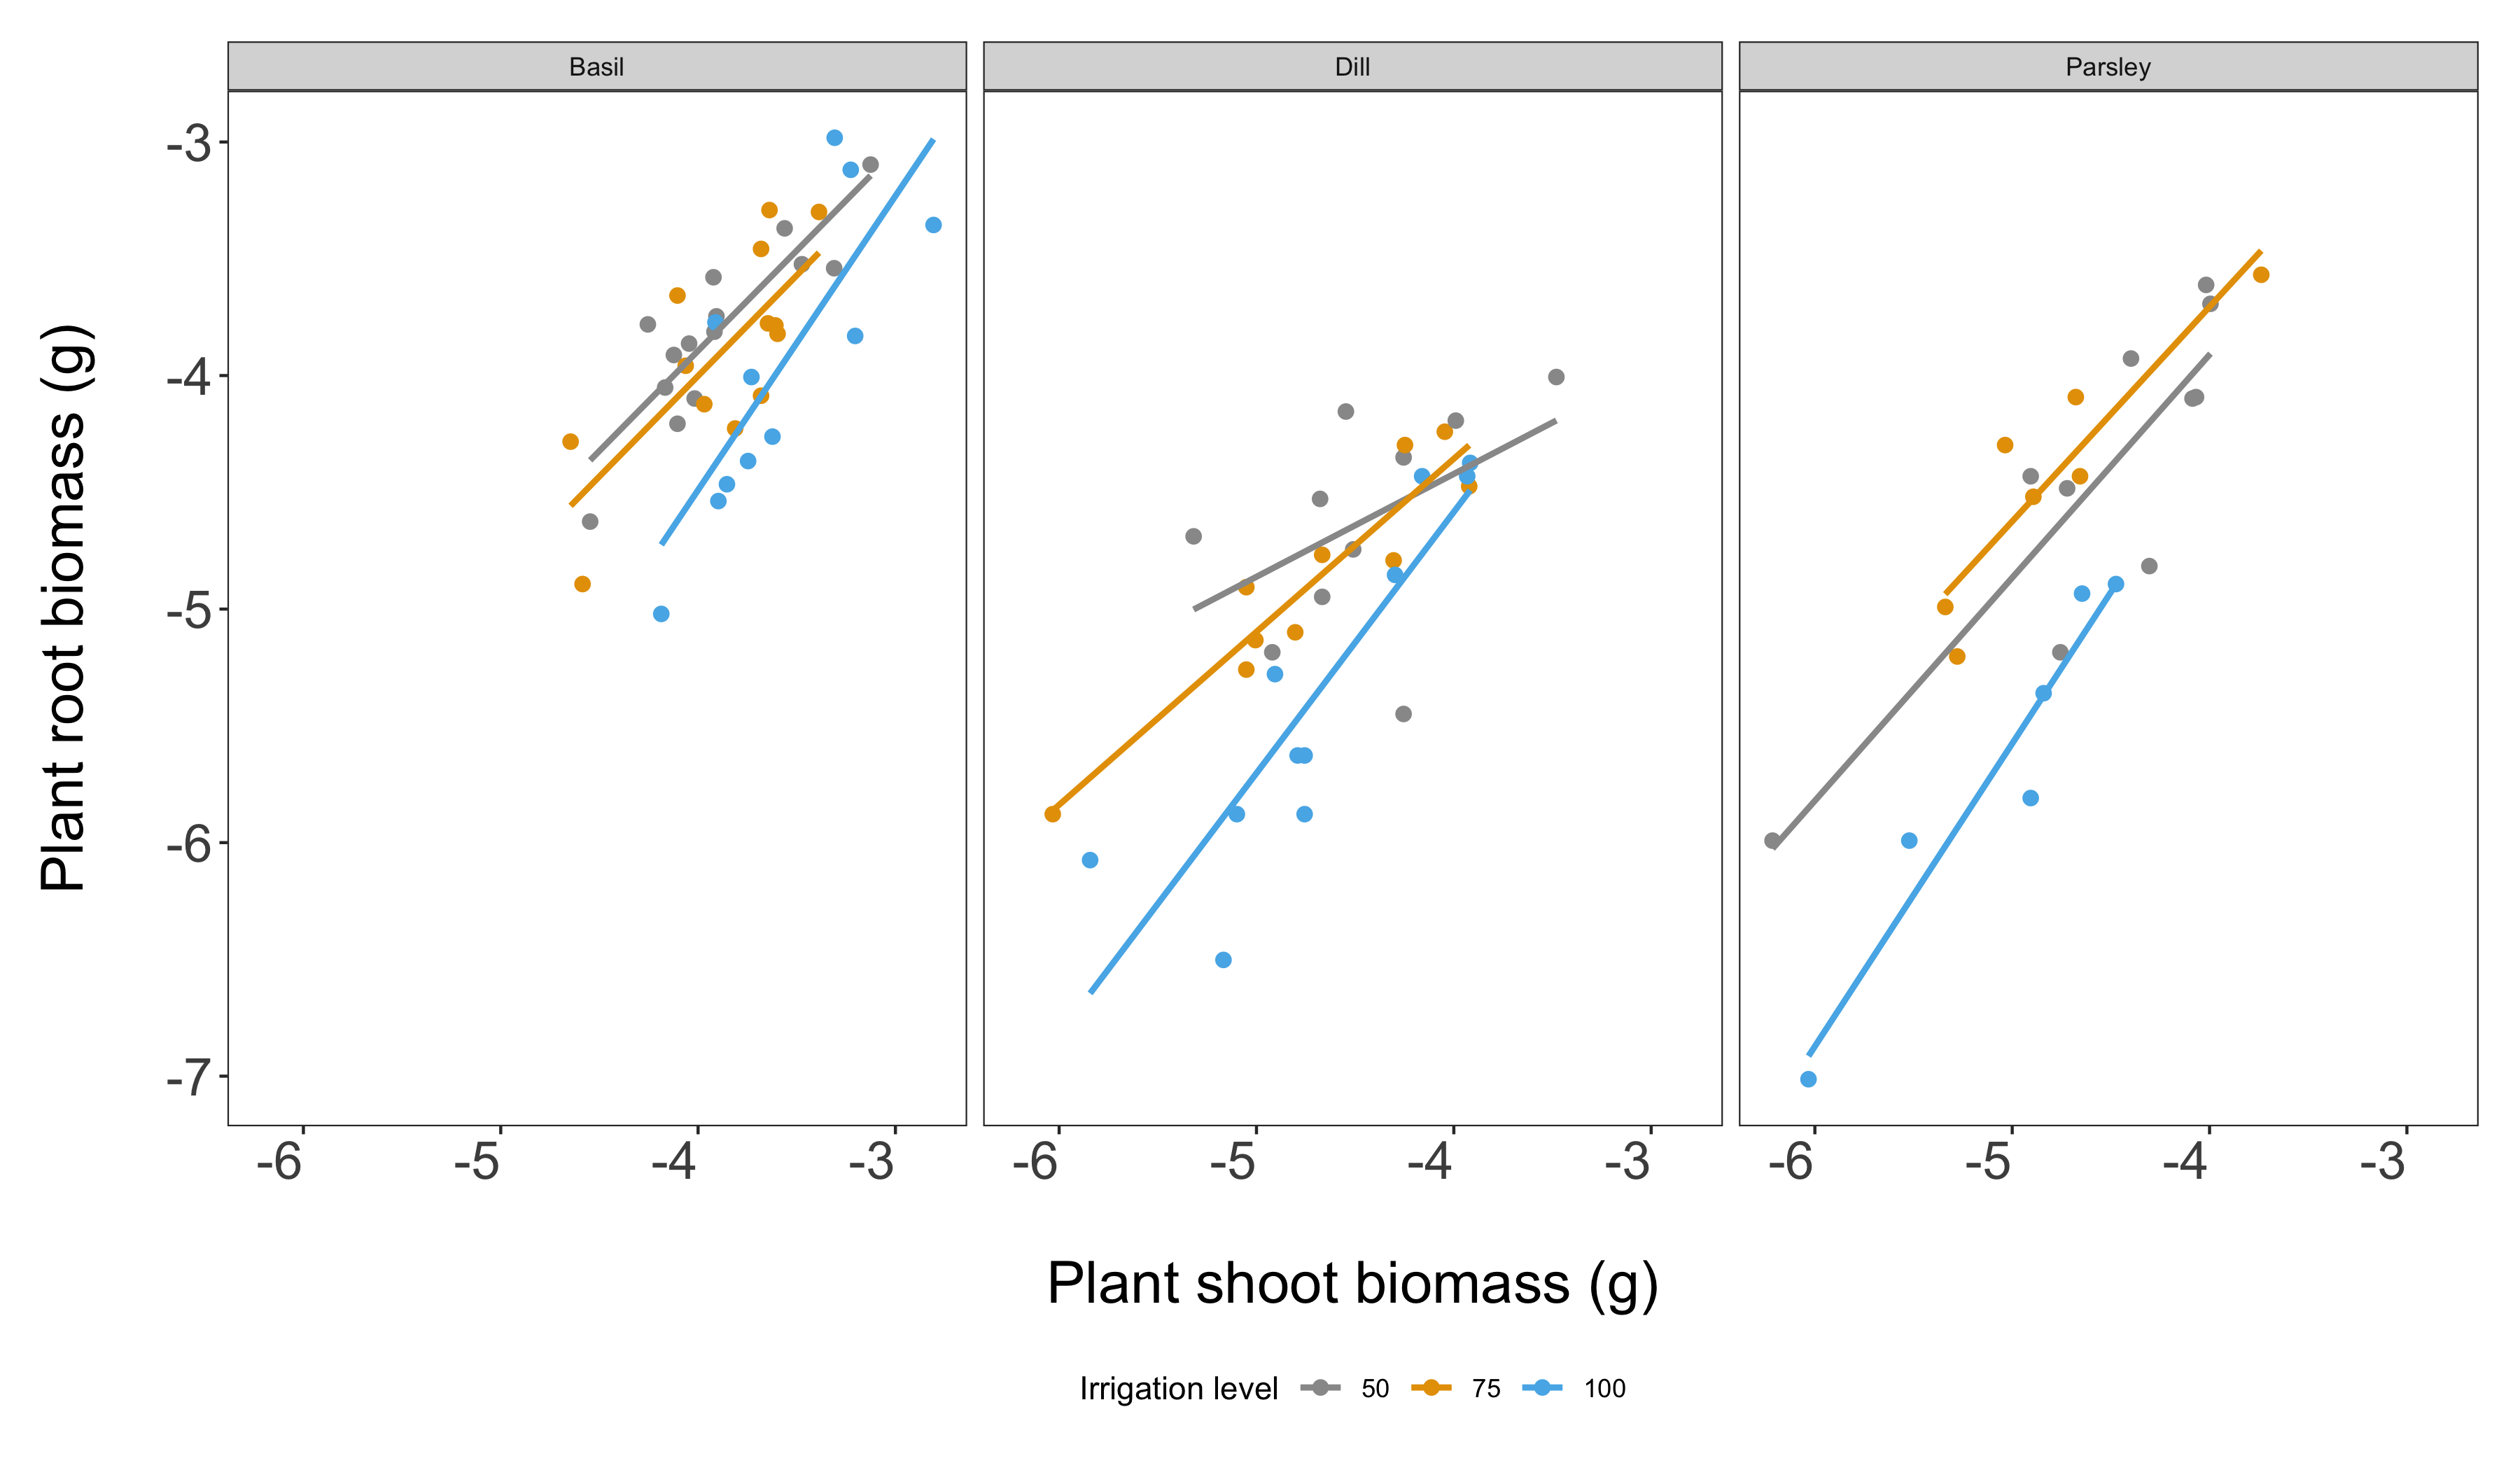 Basil Dill Parsley
-3
-4
-5
-6
-7
Plant root biomass (g)
-6 -5 -4 -3 -6 -5 -4 -3 -6 -5 -4 -3
Plant shoot biomass (g)
Irrigation level 50 75 100